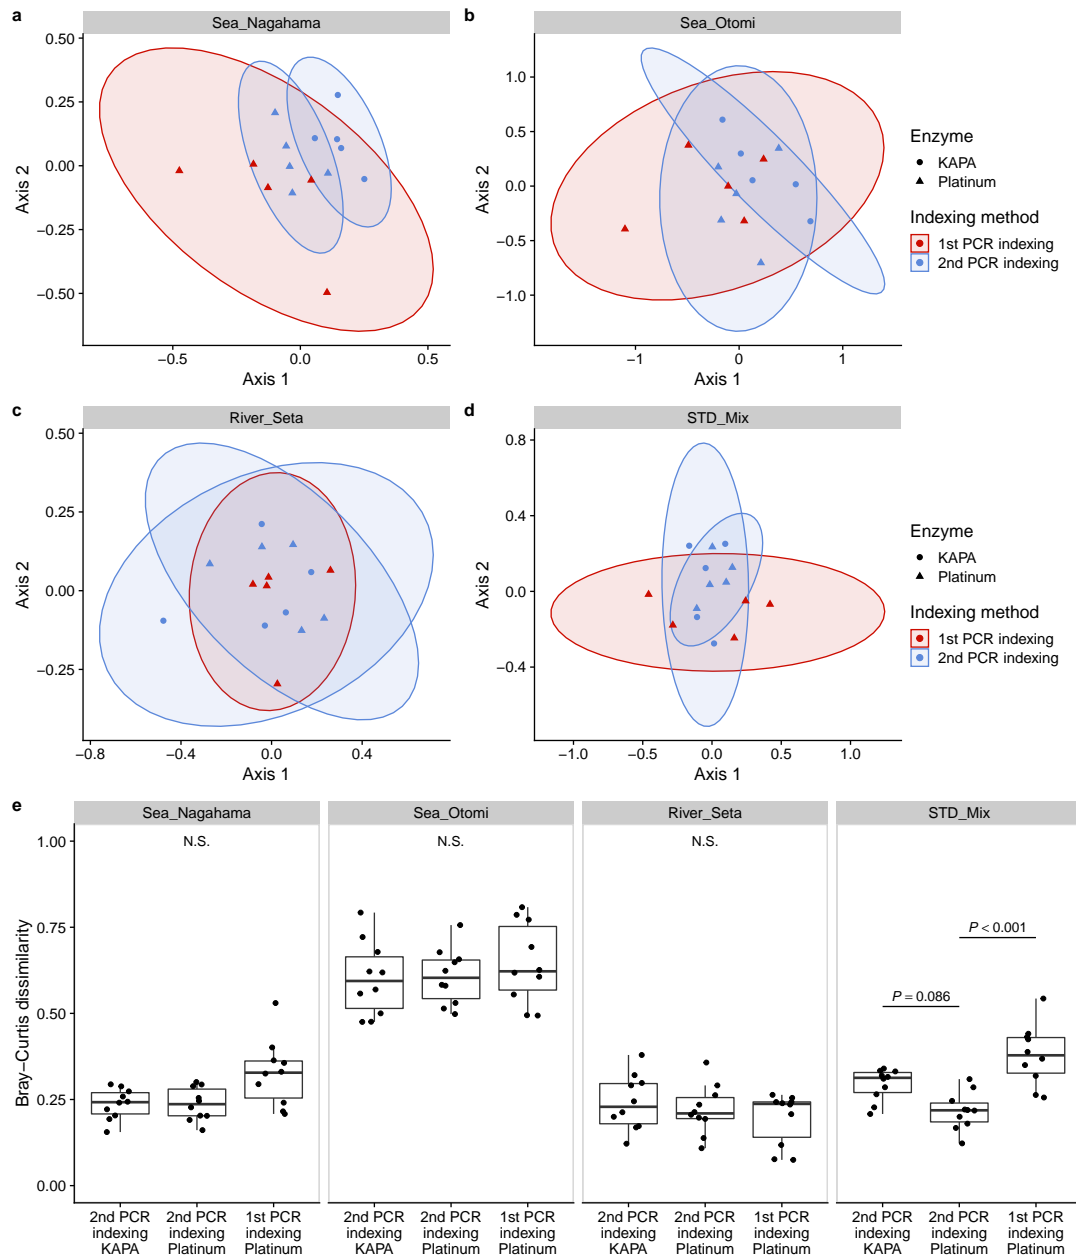 a
Sea_Nagahama
0.50
0.25
0.00
−0.25
−0.50
Axis 2
−0.5
0.0
0.5
Axis 1
b
Sea_Otomi
1.0
0.5
0.0
−0.5
−1.0
Axis 2
−1
0
1
Axis 1
Enzyme
KAPA
Platinum
Indexing method
1st PCR indexing
2nd PCR indexing
c
River_Seta
0.50
0.25
0.00
−0.25
Axis 2
−0.8
−0.4
0.0
0.4
Axis 1
d
STD_Mix
0.8
0.4
0.0
−0.4
Axis 2
−1.0
−0.5
0.0
0.5
1.0
Axis 1
Enzyme
KAPA
Platinum
Indexing method
1st PCR indexing
2nd PCR indexing
e
Sea_Nagahama
Sea_Otomi
River_Seta
STD_Mix
N.S.
N.S.
N.S.
P < 0.001
P = 0.086
1.00
0.75
0.50
0.25
0.00
Bray−Curtis dissimilarity
2nd PCR
indexing
KAPA
2nd PCR
indexing
Platinum
1st PCR
indexing
Platinum
2nd PCR
indexing
KAPA
2nd PCR
indexing
Platinum
1st PCR
indexing
Platinum
2nd PCR
indexing
KAPA
2nd PCR
indexing
Platinum
1st PCR
indexing
Platinum
2nd PCR
indexing
KAPA
2nd PCR
indexing
Platinum
1st PCR
indexing
Platinum